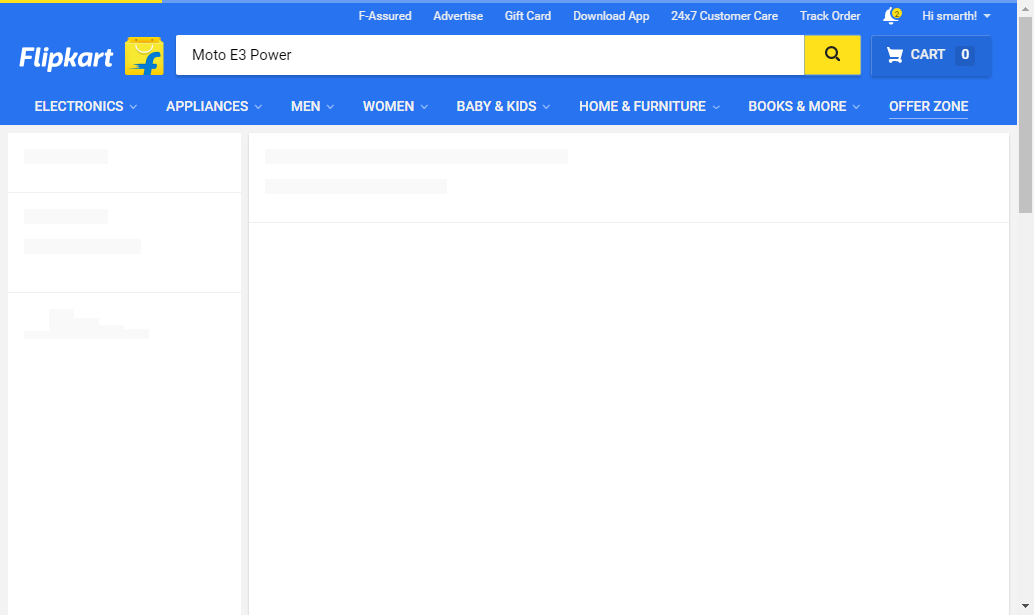 F-Assured Advertise Gift Card Download App 24x7 Customer Care Track Order 2 Hi smarth!
Flipkart Moto E3 Power CART 0
ELECTRONICS APPLIANCES MEN WOMEN BABY & KIDS HOME & FURNITURE BOOKS & MORE OFFER ZONE